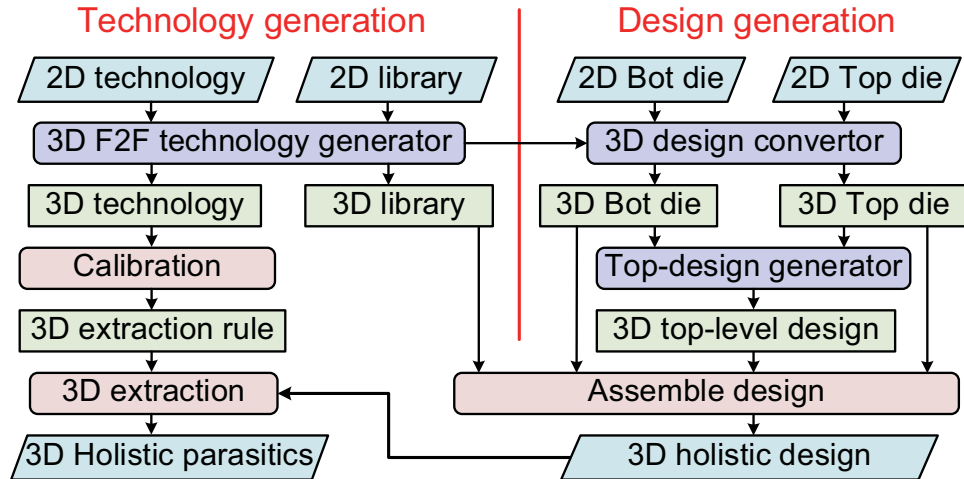 Technology generation
Design generation
2D technology
2D library
2D Bot die
2D Top die
3D F2F technology generator
3D design convertor
3D technology
3D library
3D Bot die
3D Top die
Calibration
Top-design generator
3D extraction rule
3D top-level design
3D extraction
Assemble design
3D Holistic parasitics
3D holistic design